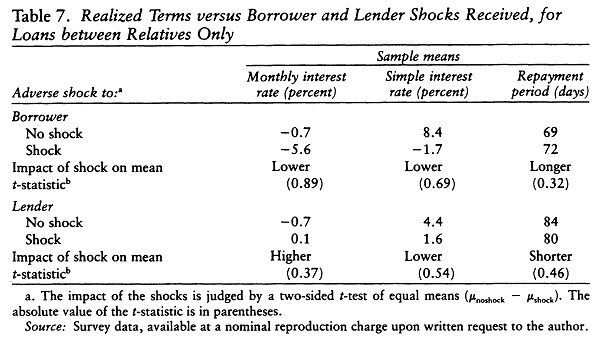 Table 7. Realized Terms versus Borrower and Lender Shocks Received, for
Loans between Relatives Only
Sample means
Monthly interest Simple interest Repayment
Adverse shock to:a rate (percent) rate (percent) period (days)
Borrower
No shock −0.7 8.4 69
Shock −5.6 −1.7 72
Impact of shock on mean Lower Lower Longer
t-statisticb (0.89) (0.69) (0.32)
Lender
No shock −0.7 4.4 84
Shock 0.1 1.6 80
Impact of shock on mean Higher Lower Shorter
t-statisticb (0.37) (0.54) (0.46)
a. The impact of the shocks is judged by a two-sided t-test of equal means (μnoshock − μshock). The
absolute value of the t-statistic is in parentheses.
Source: Survey data, available at a nominal reproduction charge upon written request to the author.